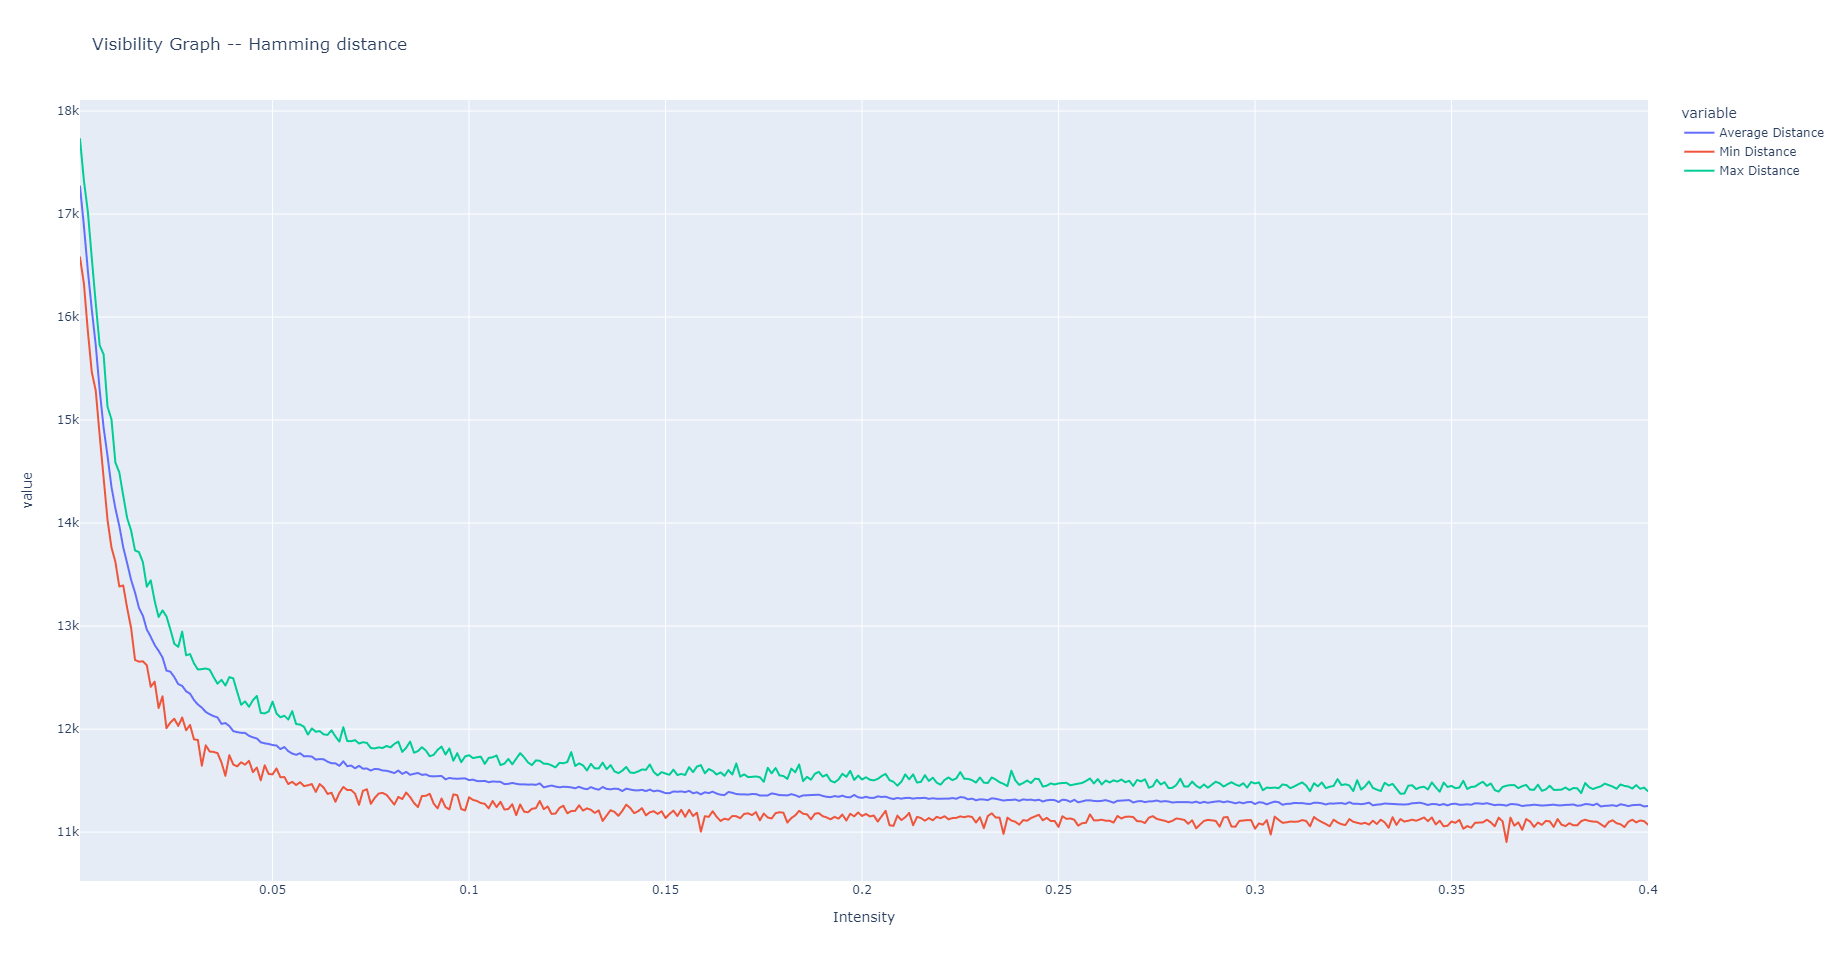 Visibility Graph -- Hamming distance
variable
Average Distance
Min Distance
Max Distance
18k
17k
16k
15k
14k
13k
12k
11k
value
0.05 0.1 0.15 0.2 0.25 0.3 0.35 0.4
Intensity